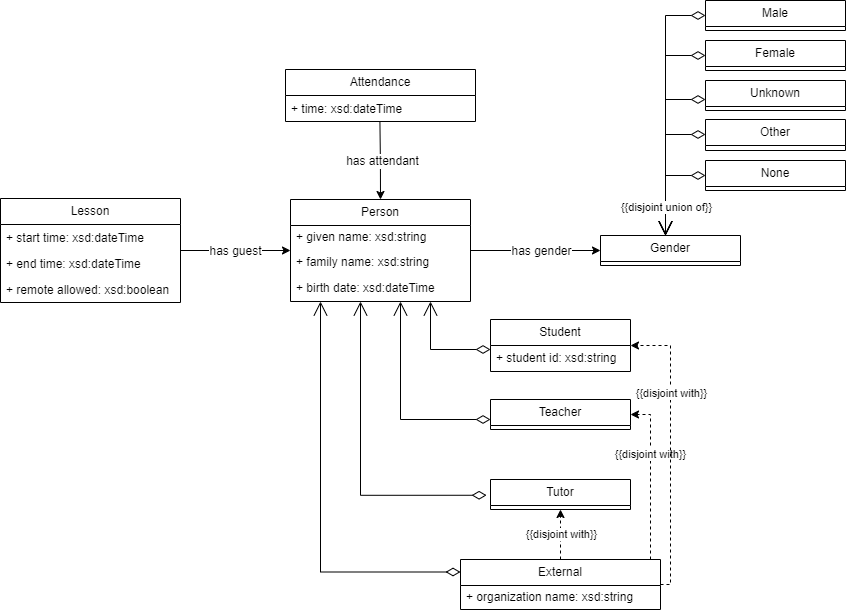 Male
Female
Unknown
Other
None
{{disjoint union of}}
Gender
Attendance
+ time: xsd:dateTime
has attendant
Lesson
+ start time: xsd:dateTime
+ end time: xsd:dateTime
+ remote allowed: xsd:boolean
has guest
Person
+ given name: xsd:string
+ family name: xsd:string
+ birth date: xsd:dateTime
has gender
Student
+ student id: xsd:string
{{disjoint with}}
Teacher
{{disjoint with}}
Tutor
{{disjoint with}}
External
+ organization name: xsd:string